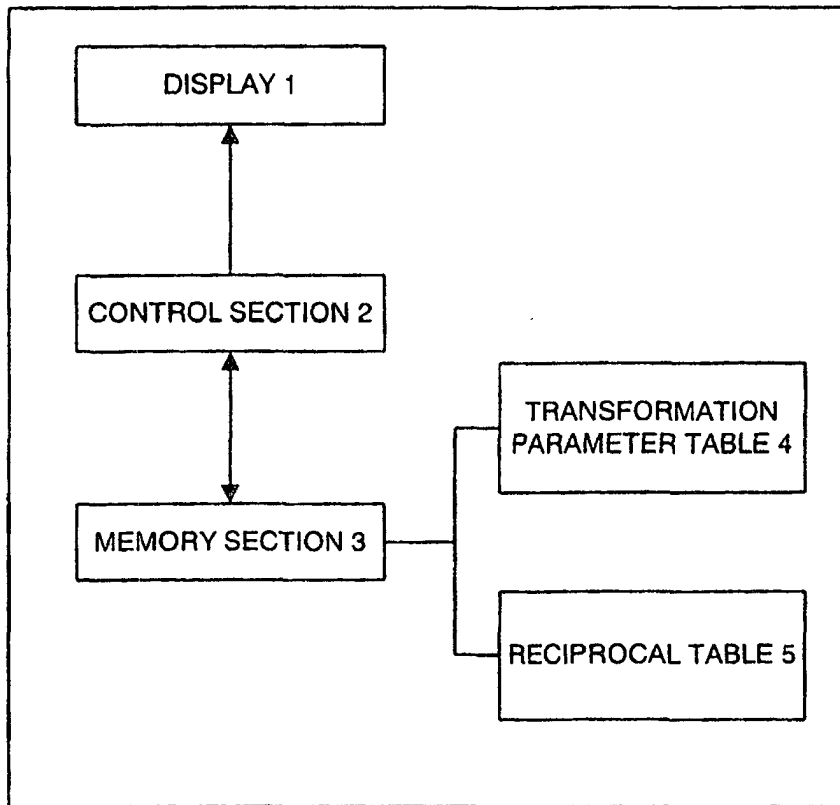 DISPLAY 1
CONTROL SECTION 2
MEMORY SECTION 3
TRANSFORMATION
PARAMETER TABLE 4
RECIPROCAL TABLE 5